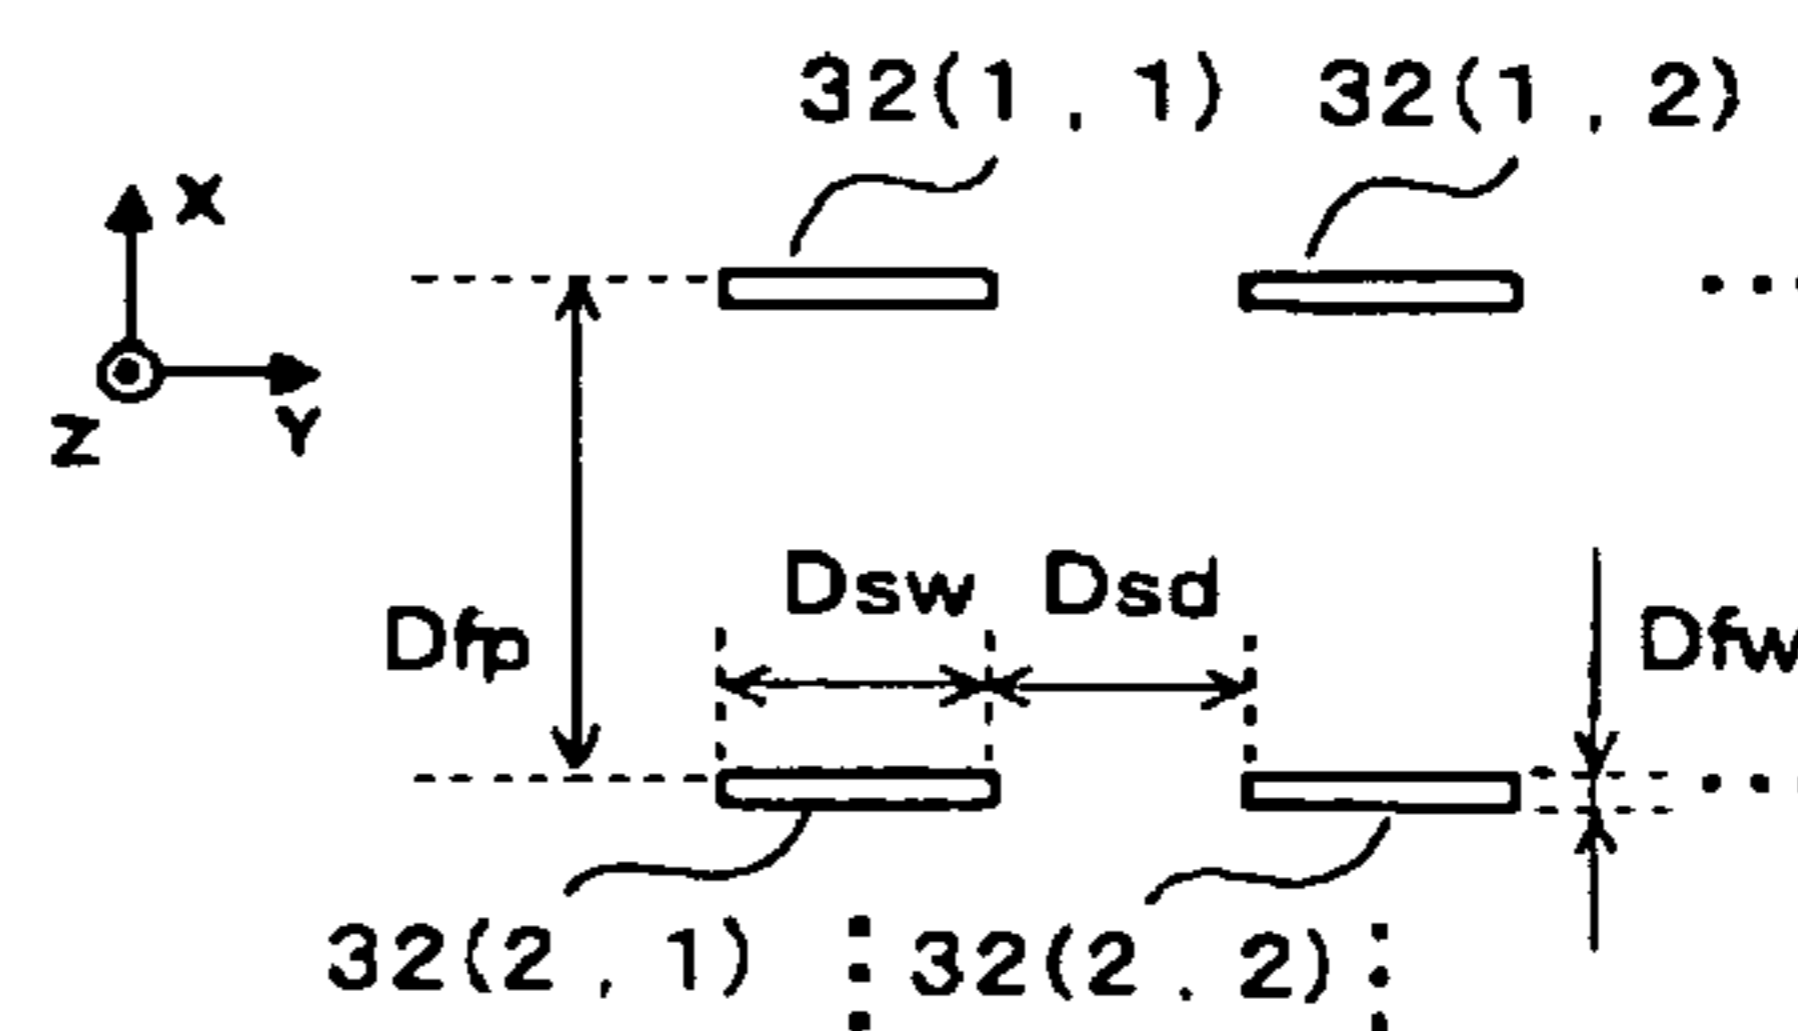 32(1 , 1) 32(1 , 2)
X
Z Y
Dfp Dsw Dsd Dfw
32(2 , 1) 32(2 . 2)